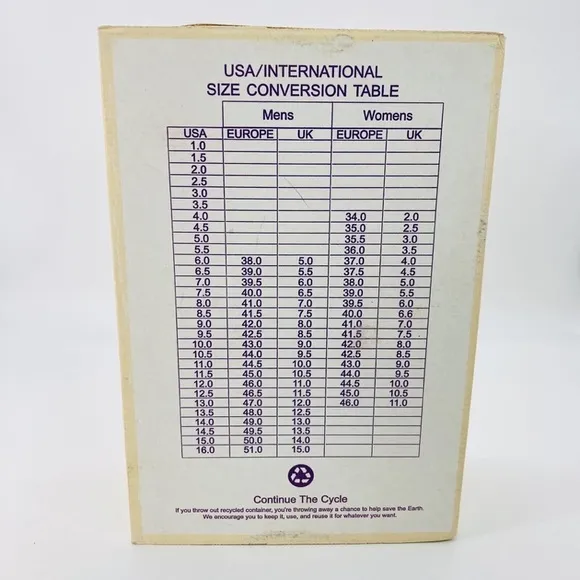 USA/INTERNATIONAL
SIZE CONVERSION TABLE
Mens Womens
USA EUROPE UK EUROPE UK
1.0
1.5
2.0
2.5
3.0
3.5
4.0 34.0 2.0
4.5 35.0 2.5
5.0 35.5 3.0
5.5 36.0 3.5
6.0 38.0 5.0 37.0 4.0
6.5 39.0 5.5 37.5 4.5
7.0 39.5 6.0 38.0 5.0
7.5 40.0 6.5 39.0 5.5
8.0 41.0 7.0 39.5 6.0
8.5 41.5 7.5 40.0 6.6
9.0 42.0 8.0 41.0 7.0
9.5 42.5 8.5 41.5 7.5
10.0 43.0 9.0 42.0 8.0
10.5 44.0 9.5 42.5 8.5
11.0 44.5 10.0 43.0 9.0
11.5 45.0 10.5 44.0 9.5
12.0 46.0 11.0 44.5 10.0
12.5 46.5 11.5 45.0 10.5
13.0 47.0 12.0 46.0 11.0
13.5 48.0 12.5
14.0 49.0 13.0
14.5 49.5 13.5
15.0 50.0 14.0
16.0 51.0 15.0
Continue The Cycle
If you throw out recycled container, you're throwing away a chance to help save the Earth.
We encourage you to keep it, use, and reuse it for whatever you want.